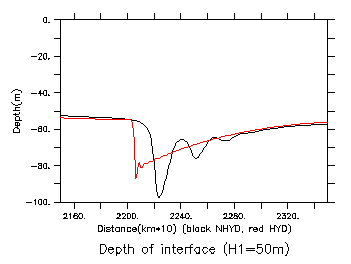 0.
-20.
-40.
-60.
-80.
-100.
Depth(m)
2160. 2200. 2240. 2280. 2320.
Distance(km*10) (black NHYD, red HYD)
Depth of interface (H1=50m)